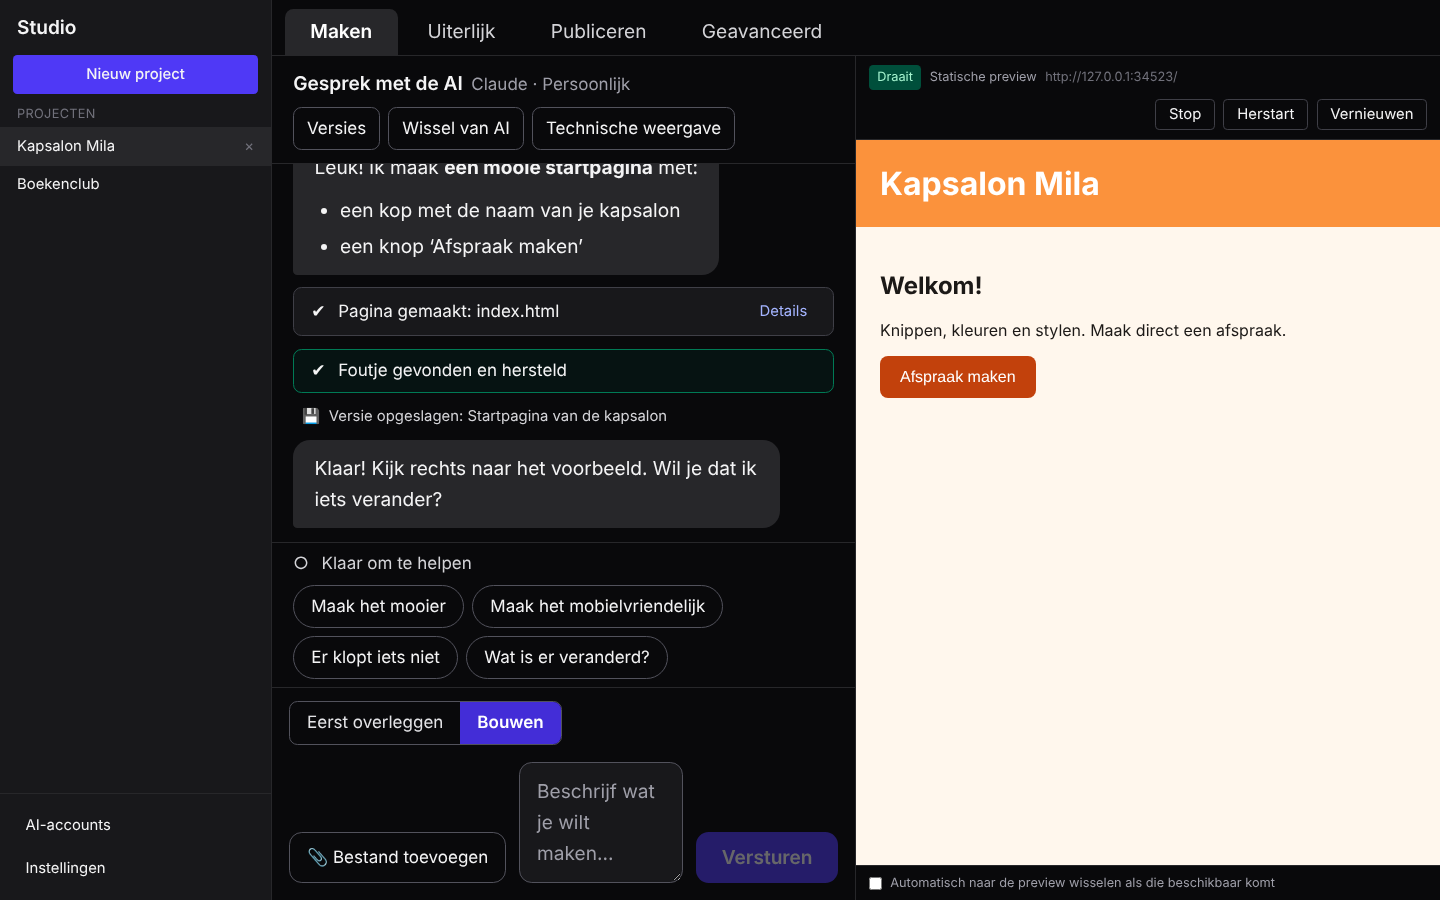 Studio
Nieuw project
PROJECTEN
Kapsalon Mila ×
Boekenclub
AI-accounts
Instellingen
Maken Uiterlijk Publiceren Geavanceerd
Gesprek met de AI Claude · Persoonlijk
Versies Wissel van AI Technische weergave
Leuk! Ik maak een mooie startpagina met:
• een kop met de naam van je kapsalon
• een knop ‘Afspraak maken’
✔ Pagina gemaakt: index.html Details
✔ Foutje gevonden en hersteld
💾 Versie opgeslagen: Startpagina van de kapsalon
Klaar! Kijk rechts naar het voorbeeld. Wil je dat ik
iets verander?
Klaar om te helpen
Maak het mooier Maak het mobielvriendelijk
Er klopt iets niet Wat is er veranderd?
Eerst overleggen Bouwen
Beschrijf wat
je wilt
maken...
📎 Bestand toevoegen Versturen
Draait Statische preview http://127.0.0.1:34523/
Stop Herstart Vernieuwen
Kapsalon Mila
Welkom!
Knippen, kleuren en stylen. Maak direct een afspraak.
Afspraak maken
Automatisch naar de preview wisselen als die beschikbaar komt